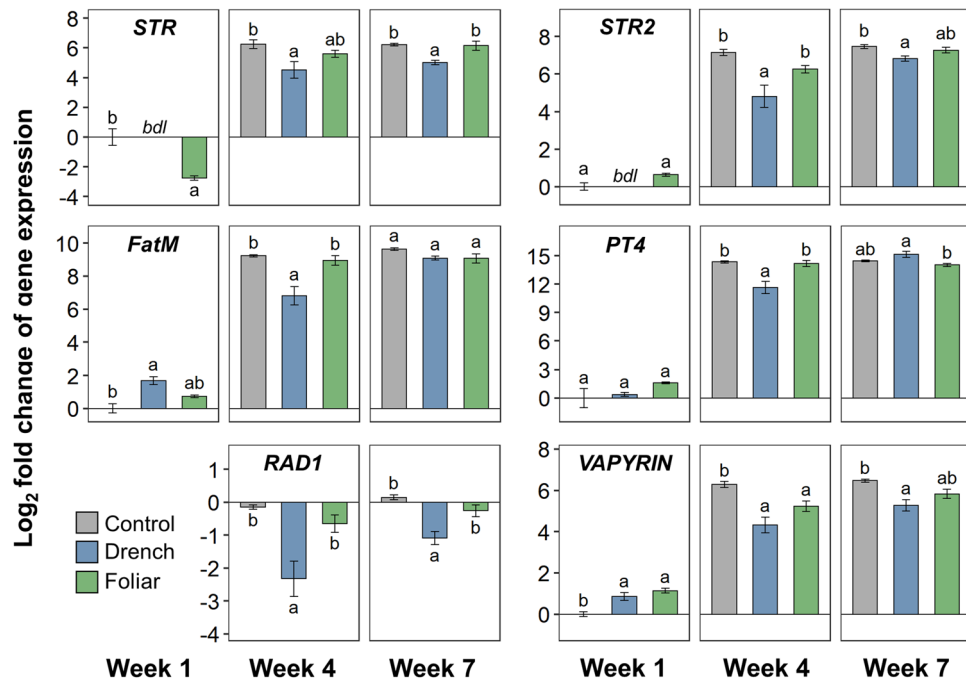 Log₂ fold change of gene expression
8
6
4
2
0
-2
-4
STR
b
bdl
a
b
a
ab
b
a
b
8
6
4
2
0
STR2
a
bdl
a
b
a
b
b
a
ab
10
8
6
4
2
0
FatM
b
a
ab
b
a
b
a
a
a
15
12
9
6
3
0
PT4
a
a
a
b
a
b
ab
a
b
1
0
-1
-2
-3
-4
RAD1
b
a
b
b
a
b
Control
Drench
Foliar
8
6
4
2
0
VAPYRIN
b
a
a
b
a
a
b
a
ab
Week 1 Week 4 Week 7
Week 1 Week 4 Week 7